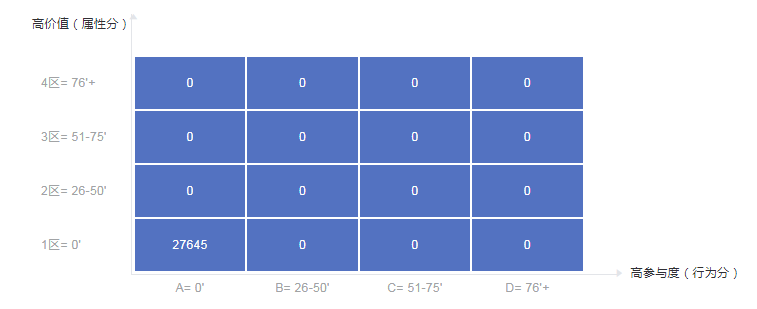 高价值（属性分）
4区= 76'+ 0 0 0 0
3区= 51-75' 0 0 0 0
2区= 26-50' 0 0 0 0
1区= 0' 27645 0 0 0
高参与度（行为分）
A= 0' B= 26-50' C= 51-75' D= 76'+